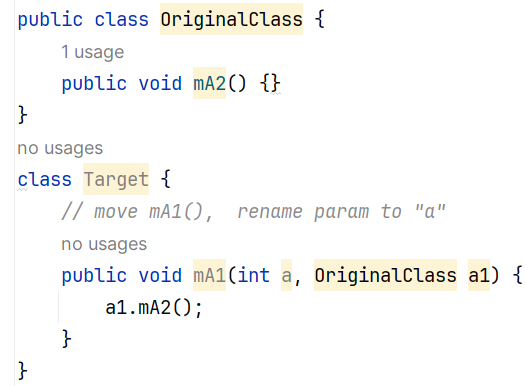 public class OriginalClass {
1 usage
public void mA2() {}
}
no usages
class Target {
// move mA1(),  rename param to "a"
no usages
public void mA1(int a, OriginalClass a1) {
a1.mA2();
}
}